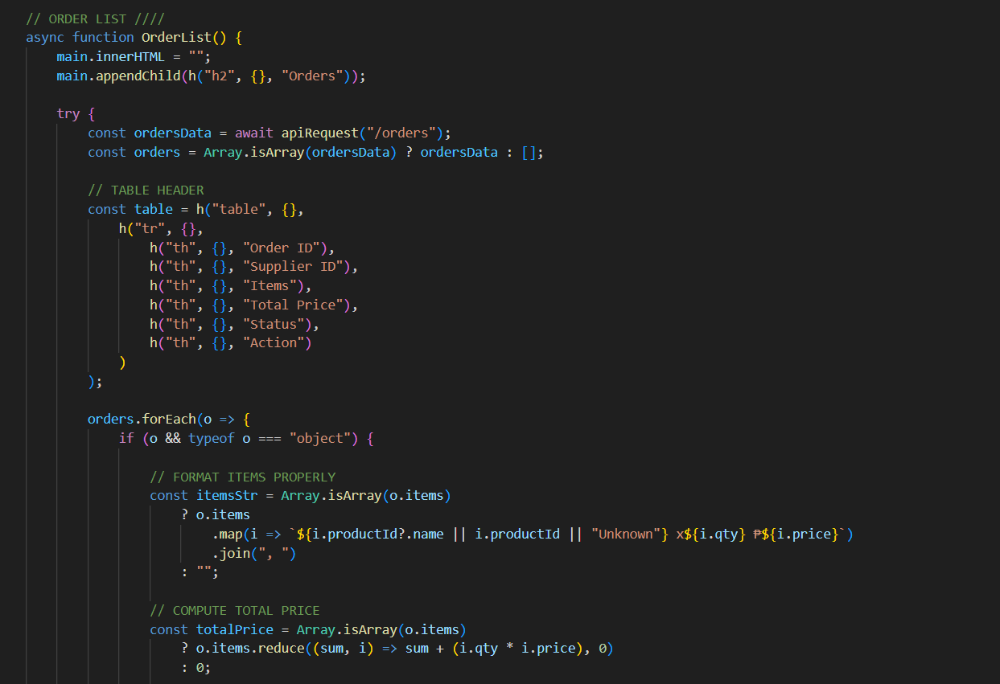 // ORDER LIST ////
async function OrderList() {
main.innerHTML = "";
main.appendChild(h("h2", {}, "Orders"));
try {
const ordersData = await apiRequest("/orders");
const orders = Array.isArray(ordersData) ? ordersData : [];
// TABLE HEADER
const table = h("table", {},
h("tr", {},
h("th", {}, "Order ID"),
h("th", {}, "Supplier ID"),
h("th", {}, "Items"),
h("th", {}, "Total Price"),
h("th", {}, "Status"),
h("th", {}, "Action")
)
);
orders.forEach(o => {
if (o && typeof o === "object") {
// FORMAT ITEMS PROPERLY
const itemsStr = Array.isArray(o.items)
? o.items
.map(i => `${i.productId?.name || i.productId || "Unknown"} x${i.qty} ₱${i.price}`)
.join(", ")
: "";
// COMPUTE TOTAL PRICE
const totalPrice = Array.isArray(o.items)
? o.items.reduce((sum, i) => sum + (i.qty * i.price), 0)
: 0;